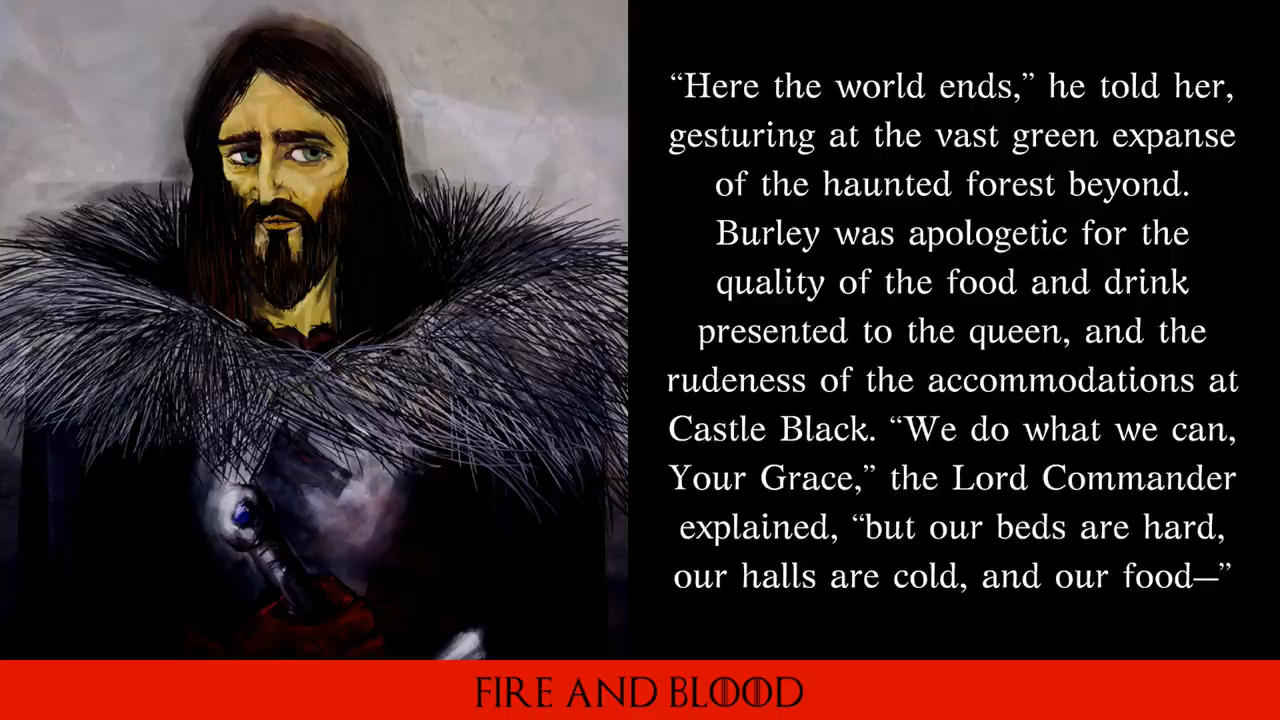 “Here the world ends,” he told her,
gesturing at the vast green expanse
of the haunted forest beyond.
Burley was apologetic for the
quality of the food and drink
presented to the queen, and the
rudeness of the accommodations at
Castle Black. “We do what we can,
Your Grace,” the Lord Commander
explained, “but our beds are hard,
our halls are cold, and our food—”
FIRE AND BLOOD